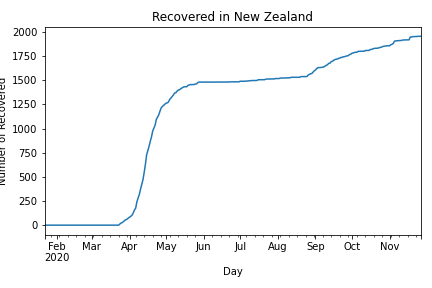 Recovered in New Zealand
Number of Recovered
2000
1750
1500
1250
1000
750
500
250
0
Feb Mar Apr May Jun Jul Aug Sep Oct Nov
2020
Day